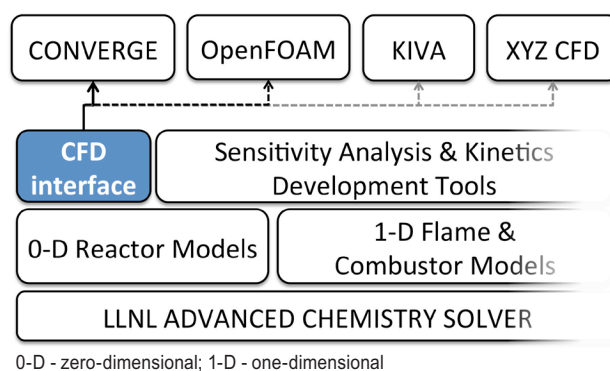 CONVERGE
OpenFOAM
KIVA
XYZ CFD
CFD
interface
Sensitivity Analysis & Kinetics
Development Tools
0-D Reactor Models
1-D Flame &
Combustor Models
LLNL ADVANCED CHEMISTRY SOLVER
0-D - zero-dimensional; 1-D - one-dimensional